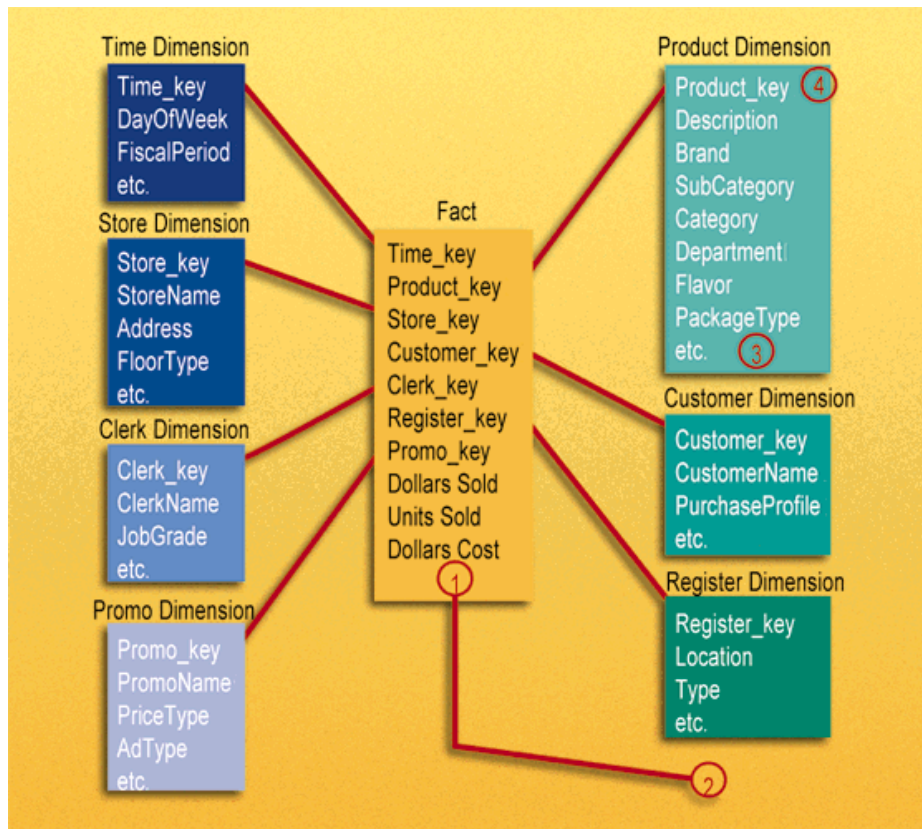 Time Dimension
Time_key
DayOfWeek
FiscalPeriod
etc.
Store Dimension
Store_key
StoreName
Address
FloorType
etc.
Clerk Dimension
Clerk_key
ClerkName
JobGrade
etc.
Promo Dimension
Promo_key
PromoName
PriceType
AdType
etc.
Fact
Time_key
Product_key
Store_key
Customer_key
Clerk_key
Register_key
Promo_key
Dollars Sold
Units Sold
Dollars Cost
1
2
Product Dimension
Product_key 4
Description
Brand
SubCategory
Category
Department
Flavor
PackageType
etc. 3
Customer Dimension
Customer_key
CustomerName
PurchaseProfile
etc.
Register Dimension
Register_key
Location
Type
etc.